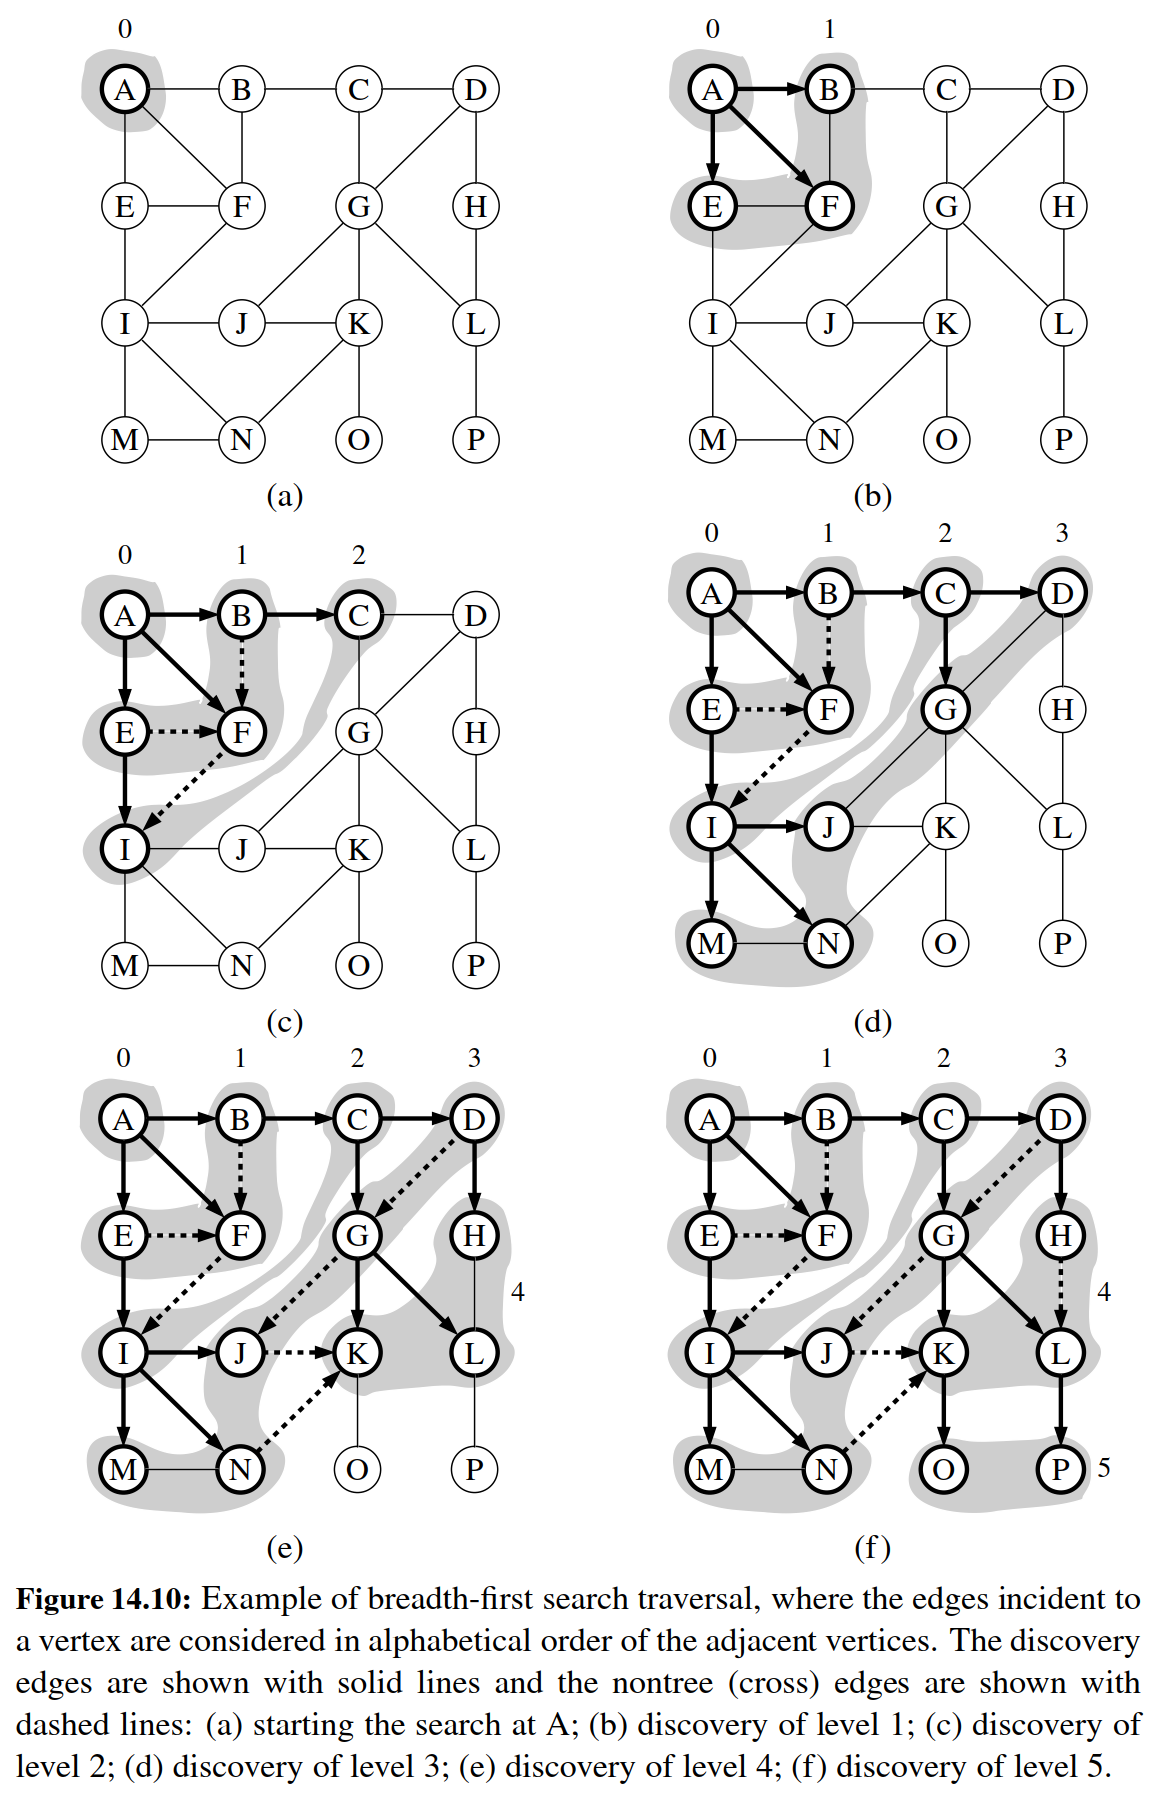 0 0 1
A B C D A B C D
E F G H E F G H
I J K L I J K L
M N O P M N O P
(a) (b)
0 1 2 3
0 1 2
A B C D A B C D
E F G H E F G H
I J K L I J K L
M N O P M N O P
(c) (d)
0 1 2 3 0 1 2 3
A B C D A B C D
E F G H E F G H
4 4
I J K L I J K L
M N O P M N O P 5
(e) (f)
Figure 14.10: Example of breadth-first search traversal, where the edges incident to
a vertex are considered in alphabetical order of the adjacent vertices. The discovery
edges are shown with solid lines and the nontree (cross) edges are shown with
dashed lines: (a) starting the search at A; (b) discovery of level 1; (c) discovery of
level 2; (d) discovery of level 3; (e) discovery of level 4; (f) discovery of level 5.